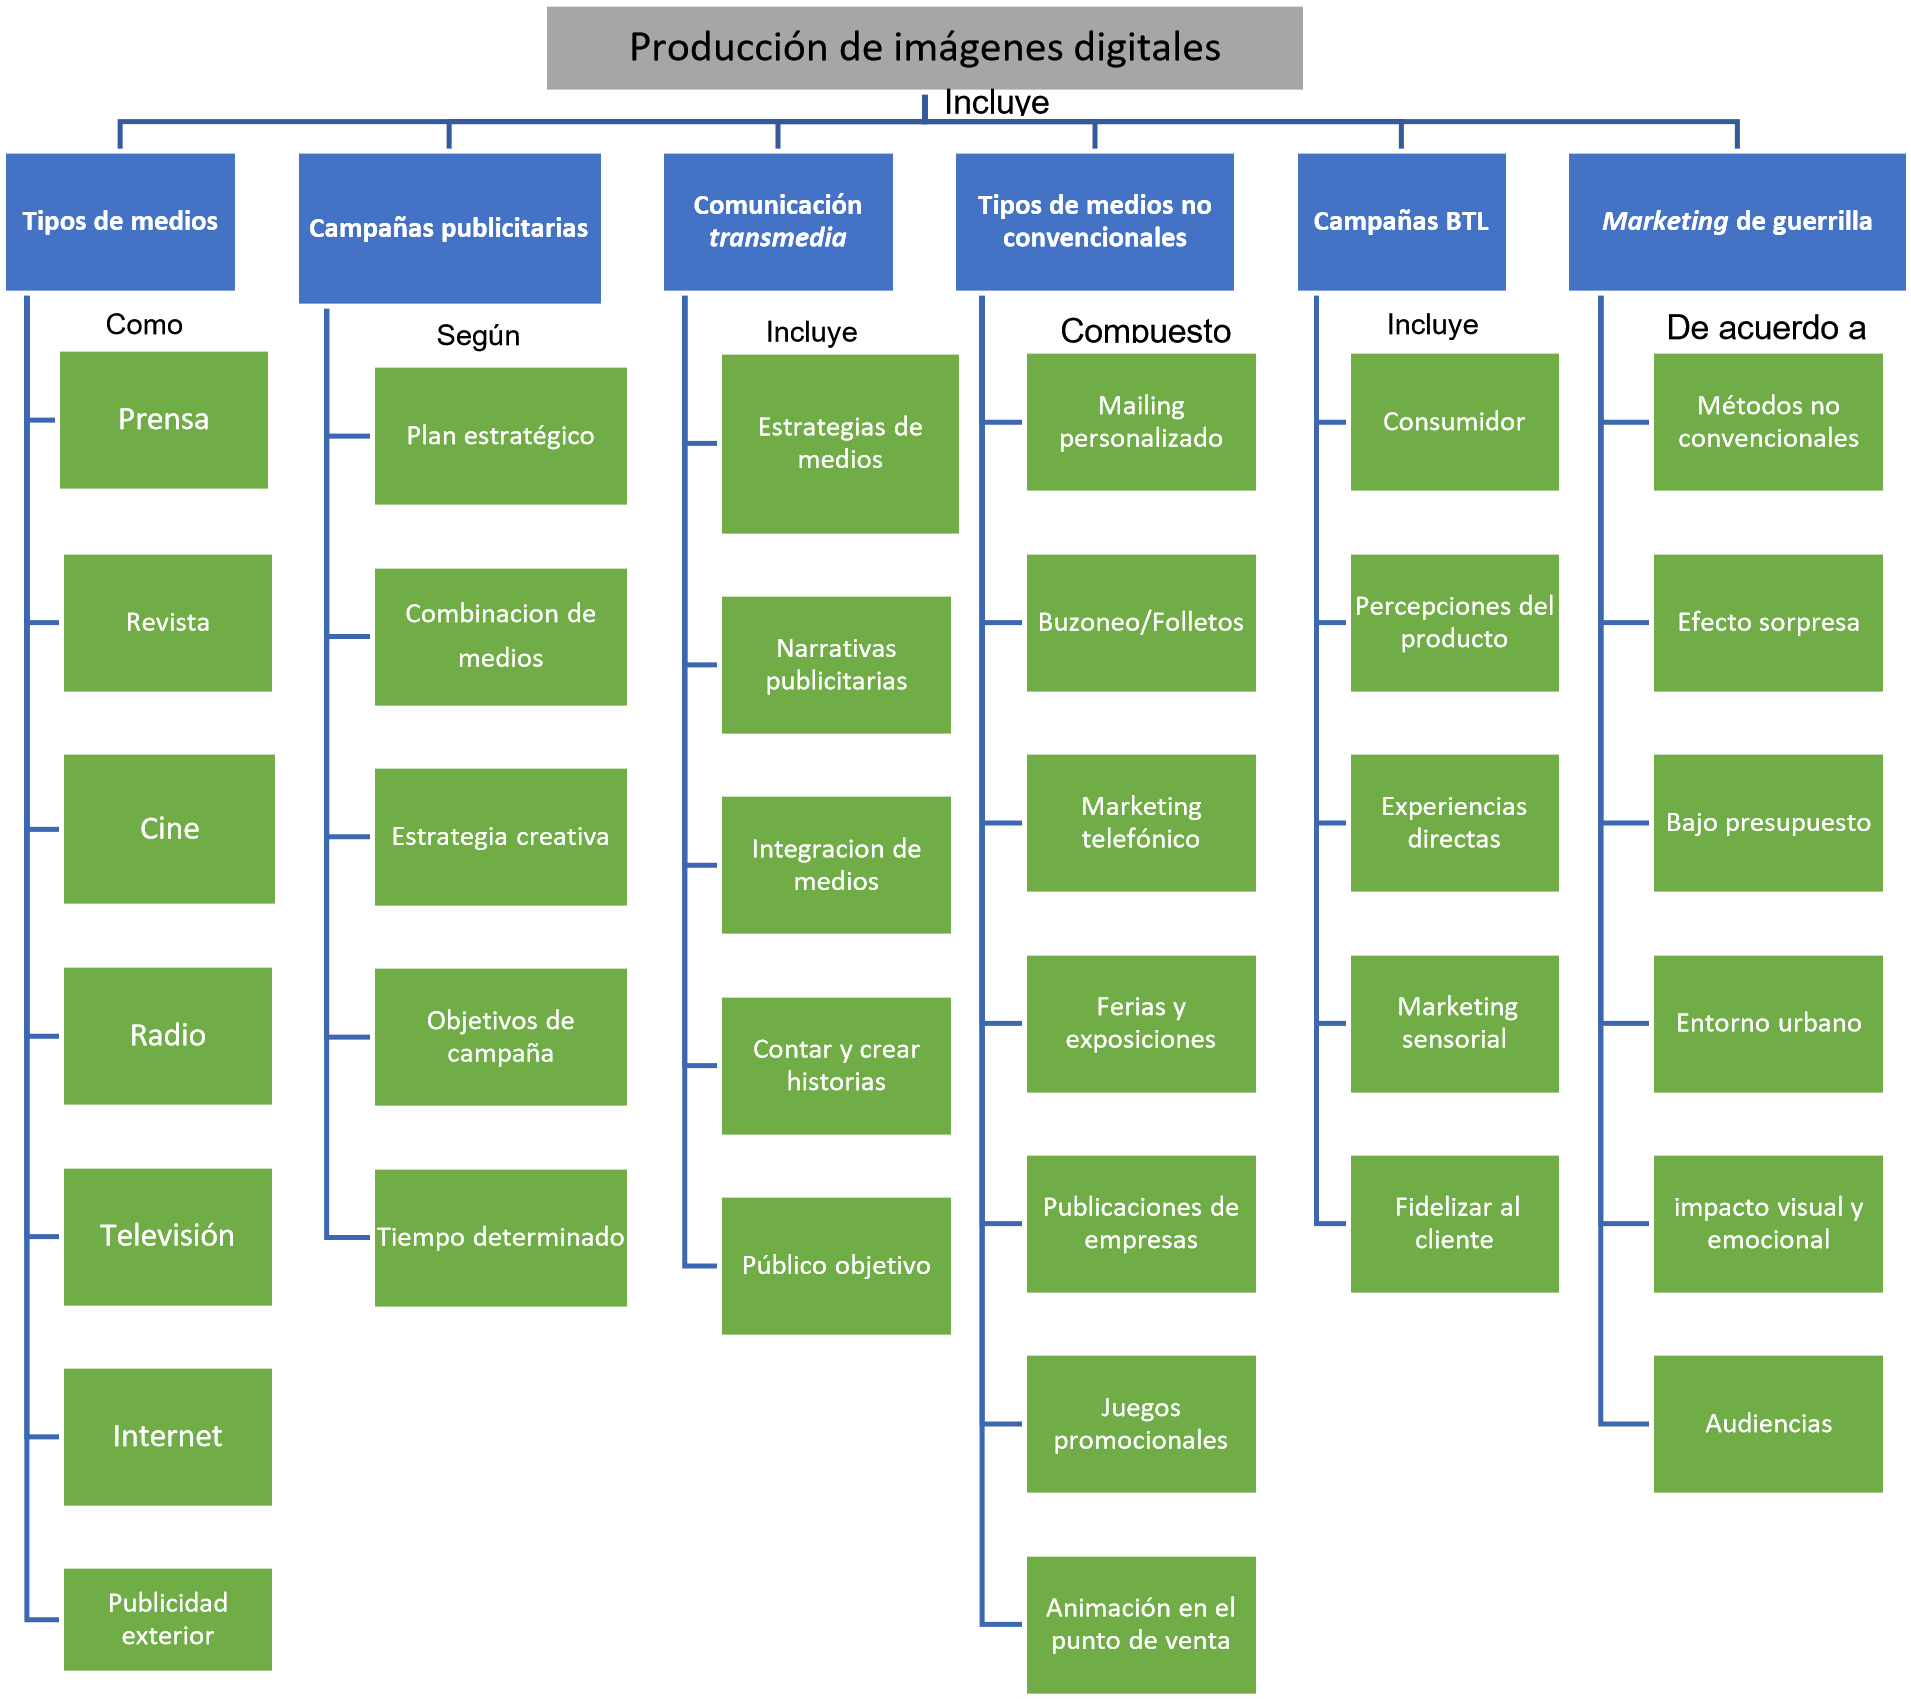 Producción de imágenes digitales
Incluye
Tipos de medios
Como
Prensa
Revista
Cine
Radio
Televisión
Internet
Publicidad
exterior
Campañas publicitarias
Según
Plan estratégico
Combinacion de
medios
Estrategia creativa
Objetivos de
campaña
Tiempo determinado
Comunicación
transmedia
Incluye
Estrategias de
medios
Narrativas
publicitarias
Integracion de
medios
Contar y crear
historias
Público objetivo
Tipos de medios no
convencionales
Compuesto
Mailing
personalizado
Buzoneo/Folletos
Marketing
telefónico
Ferias y
exposiciones
Publicaciones de
empresas
Juegos
promocionales
Animación en el
punto de venta
Campañas BTL
Incluye
Consumidor
Percepciones del
producto
Experiencias
directas
Marketing
sensorial
Fidelizar al
cliente
Marketing de guerrilla
De acuerdo a
Métodos no
convencionales
Efecto sorpresa
Bajo presupuesto
Entorno urbano
impacto visual y
emocional
Audiencias